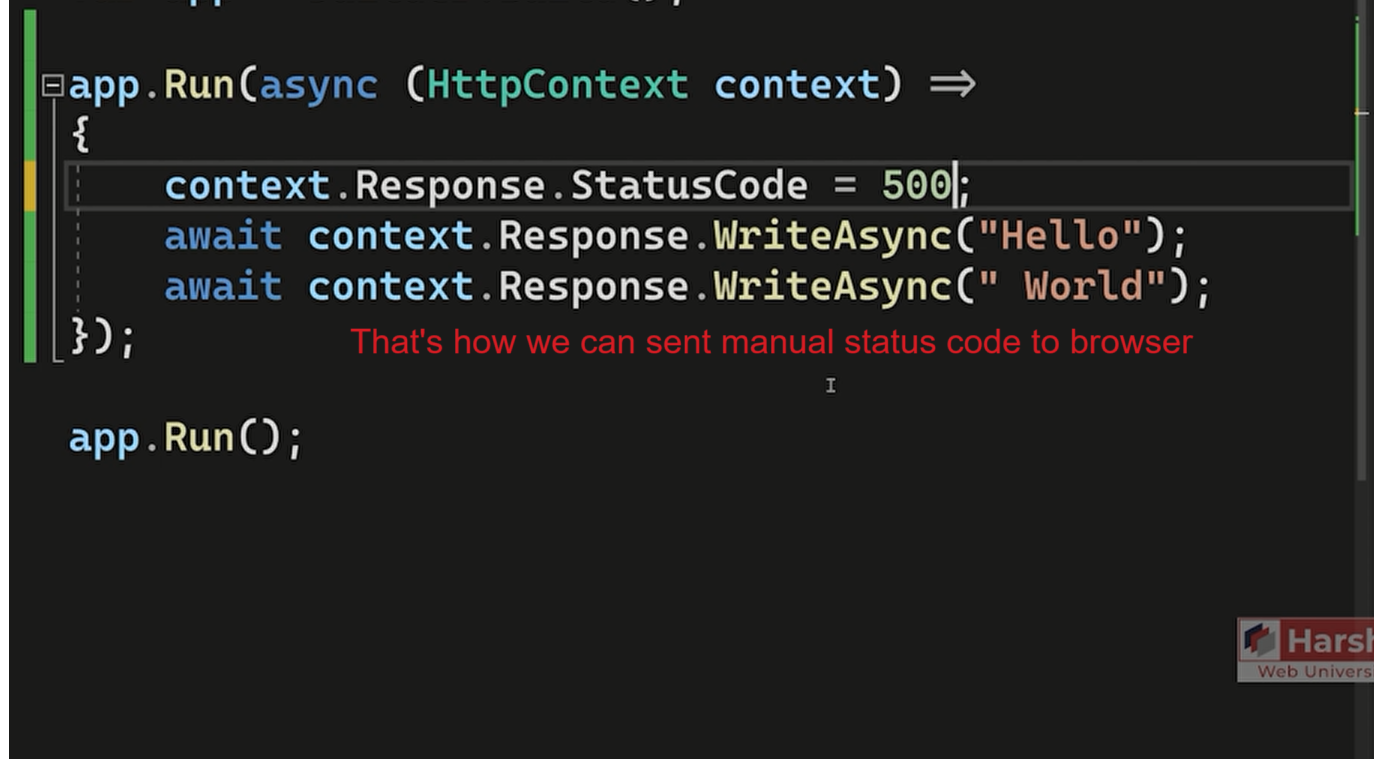 app.Run(async (HttpContext context) =>
{
context.Response.StatusCode = 500;
await context.Response.WriteAsync("Hello");
await context.Response.WriteAsync(" World");
});
That's how we can sent manual status code to browser
app.Run();
Harsh
Web Univers